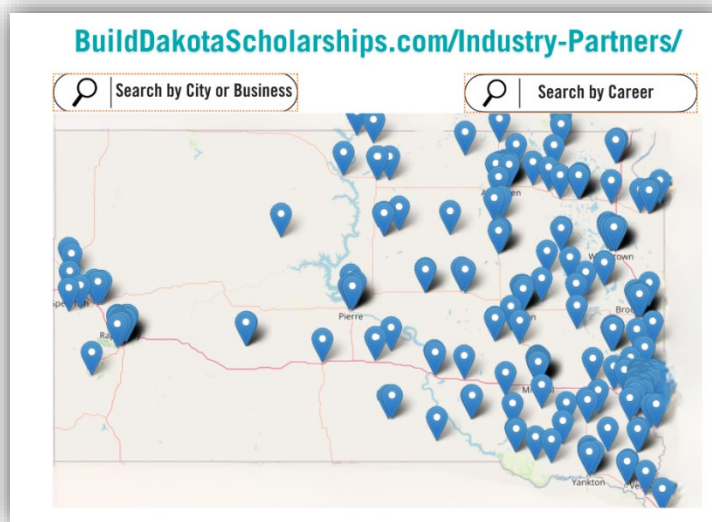 BuildDakotaScholarships.com/Industry-Partners/
Search by City or Business
Search by Career
Pierre
Yankton